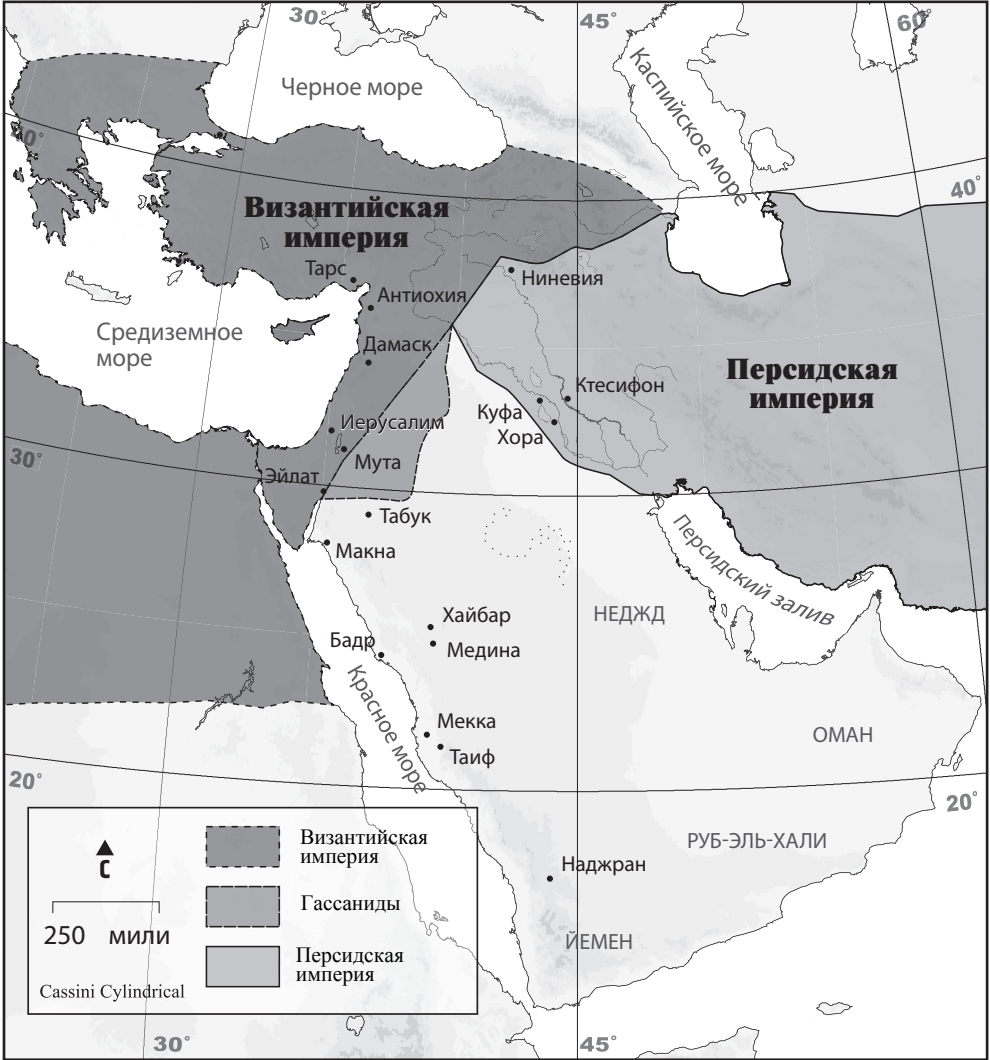 30°
45°
60°
Черное море
Каспийское море
40°
40°
Византийская
империя
Тарс
Ниневия
Антиохия
Средиземное
море
Дамаск
Персидская
империя
Ктесифон
Куфа
Хора
Иерусалим
Мута
30°
Эйлат
Табук
Макна
Персидский залив
Хайбар
НЕДЖД
Бадр
Медина
Красное море
Мекка
ОМАН
Таиф
20°
20°
РУБ-ЭЛЬ-ХАЛИ
Наджран
ЙЕМЕН
Византийская
империя
С
Гассаниды
250 мили
Персидская
империя
Cassini Cylindrical
30°
45°